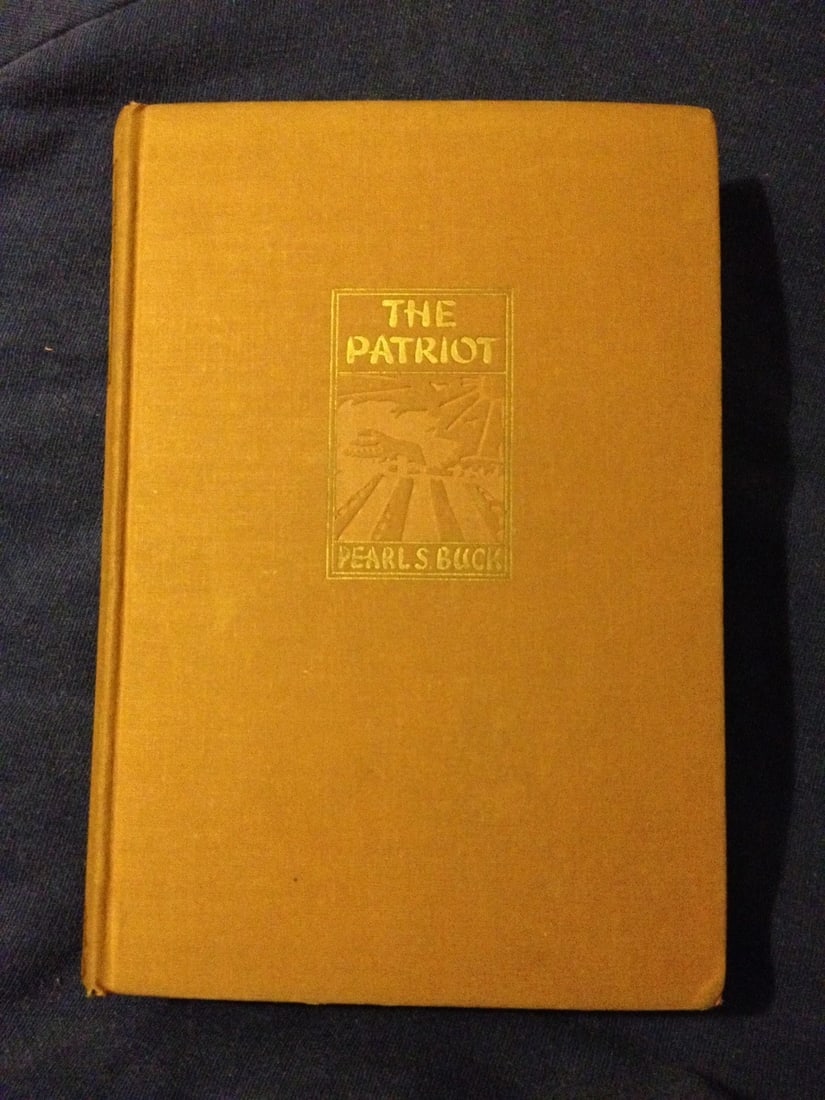 THE
PATRIOT
PEARL S. BUCK